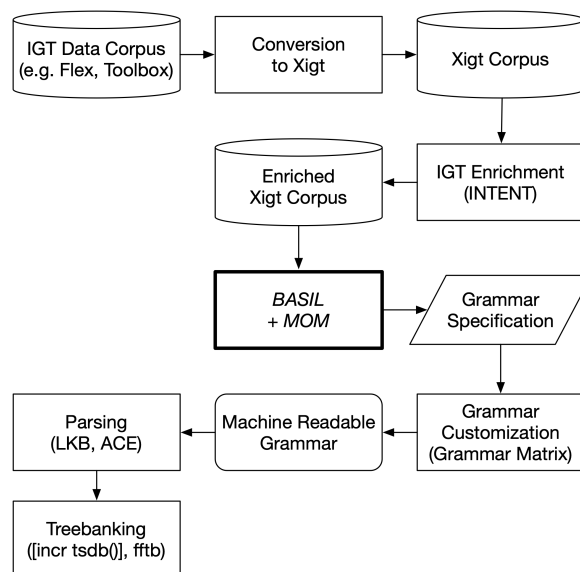 IGT Data Corpus
(e.g. Flex, Toolbox)
Conversion
to Xigt
Xigt Corpus
IGT Enrichment
(INTENT)
Enriched
Xigt Corpus
BASIL
+ MOM
Grammar
Specification
Grammar
Customization
(Grammar Matrix)
Machine Readable
Grammar
Parsing
(LKB, ACE)
Treebanking
([incr tsdb()], fftb)